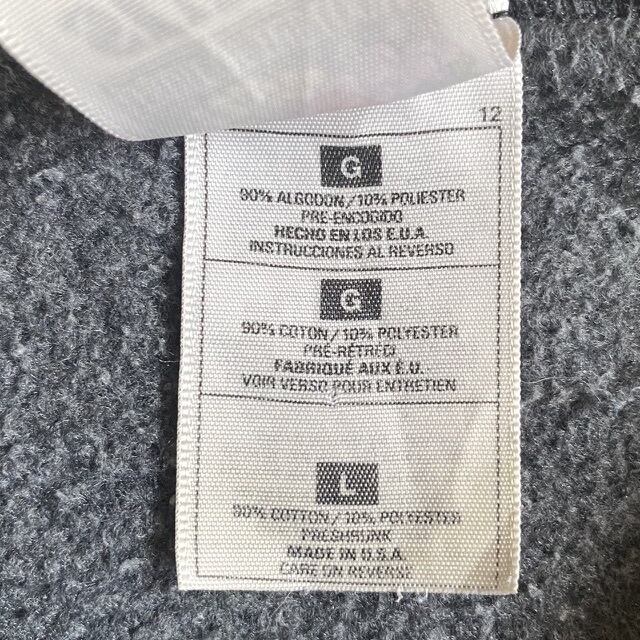 12
G
90% ALGODON/10% POLIESTER
PRE-ENCOGIDO
HECHO EN LOS E.U.A.
INSTRUCCIONES AL REVERSO
G
90% COTON/10% POLYESTER
PRÉ-RÉTRÉCI
FABRIQUÉ AUX É.U.
VOIR VERSO POUR ENTRETIEN
L
90% COTTON/10% POLYESTER
PRESHRUNK
MADE IN U.S.A.
CARE ON REVERSE